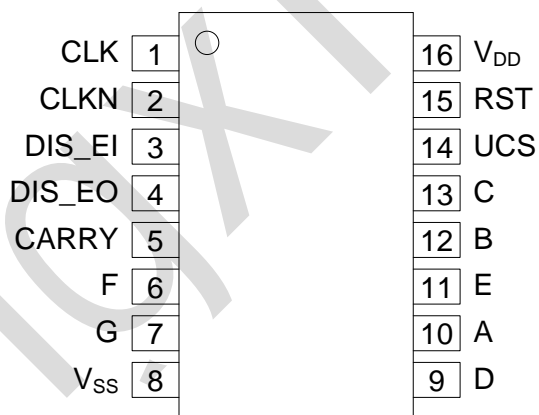 CLK 1 16 VDD
CLKN 2 15 RST
DIS_EI 3 14 UCS
DIS_EO 4 13 C
CARRY 5 12 B
F 6 11 E
G 7 10 A
VSS 8 9 D